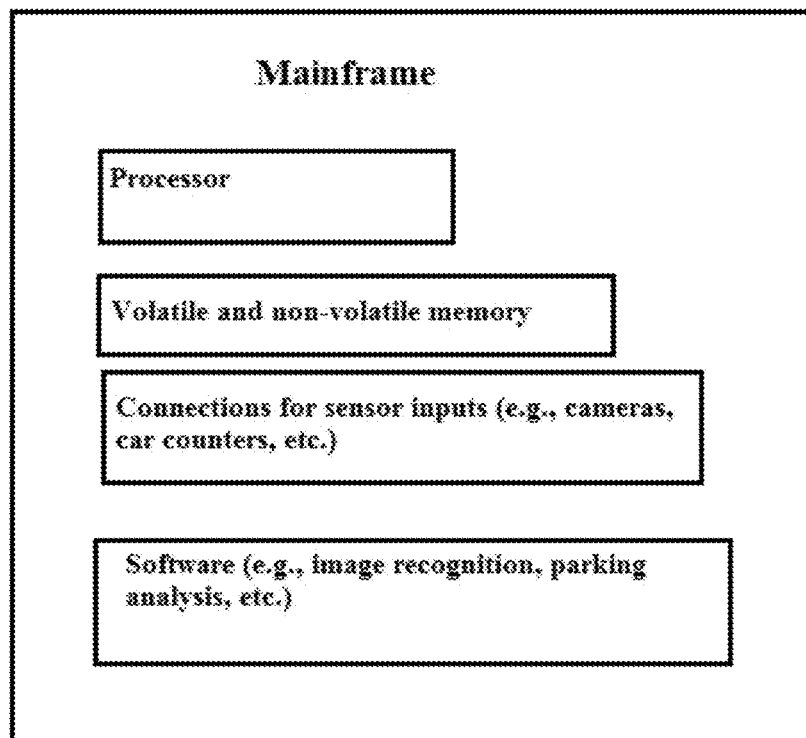 Mainframe
Processor
Volatile and non-volatile memory
Connections for sensor inputs (e.g., cameras,
car counters, etc.)
Software (e.g., image recognition, parking
analysis, etc.)